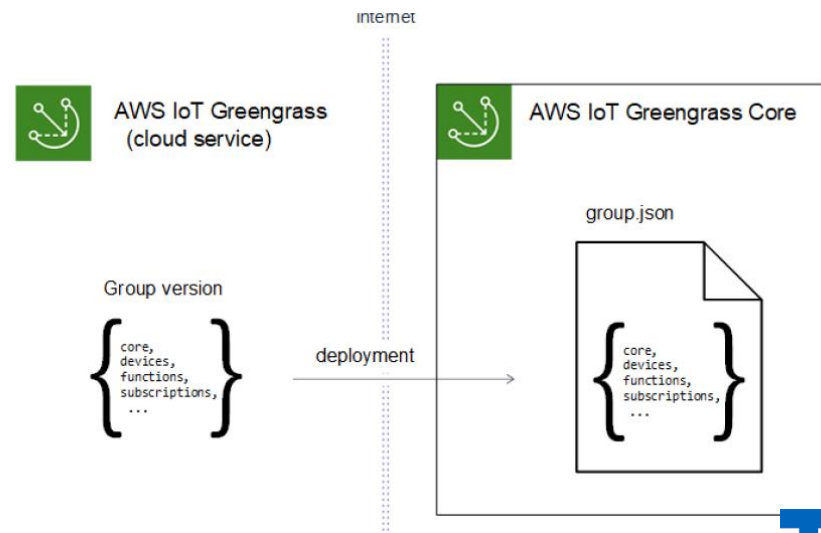 internet
AWS IoT Greengrass
(cloud service)
AWS IoT Greengrass Core
group.json
Group version
core,
devices,
functions,
subscriptions,
...
deployment
core,
devices,
functions,
subscriptions,
...